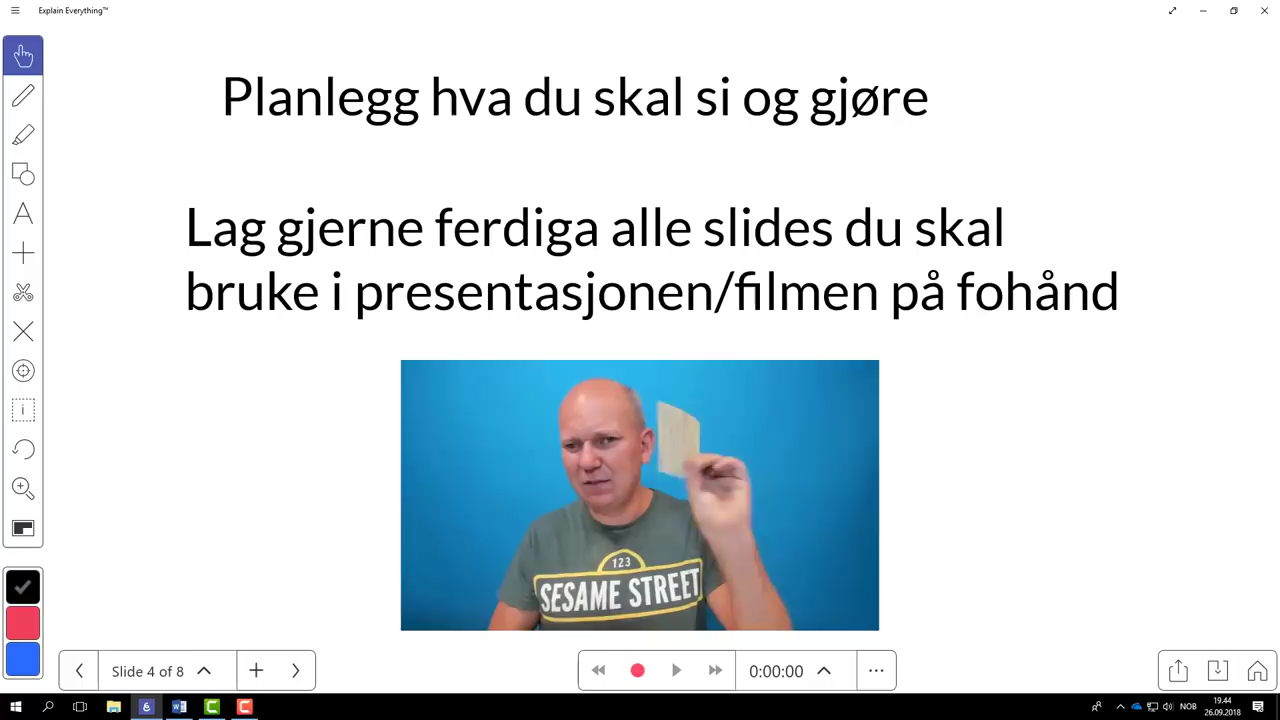 Explain Everything™
Planlegg hva du skal si og gjøre
Lag gjerne ferdiga alle slides du skal
bruke i presentasjonen/filmen på fohånd
123
SESAME STREET
Slide 4 of 8
0:00:00
19.44
NOB
26.09.2018